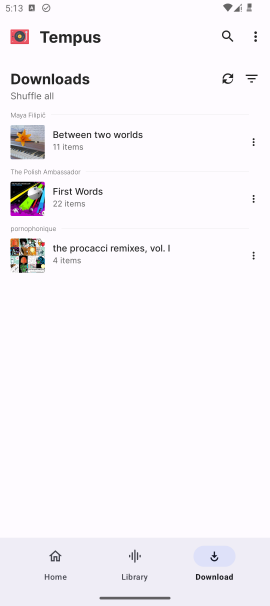 5:13
Tempus
Downloads
Shuffle all
Maya Filipič
Between two worlds
11 items
The Polish Ambassador
First Words
22 items
pornophonique
the procacci remixes, vol. I
4 items
Home
Library
Download